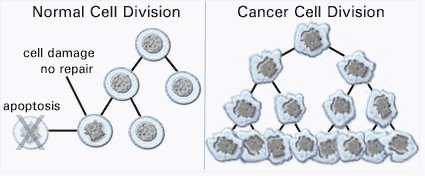 Normal Cell Division
Cancer Cell Division
cell damage
no repair
apoptosis